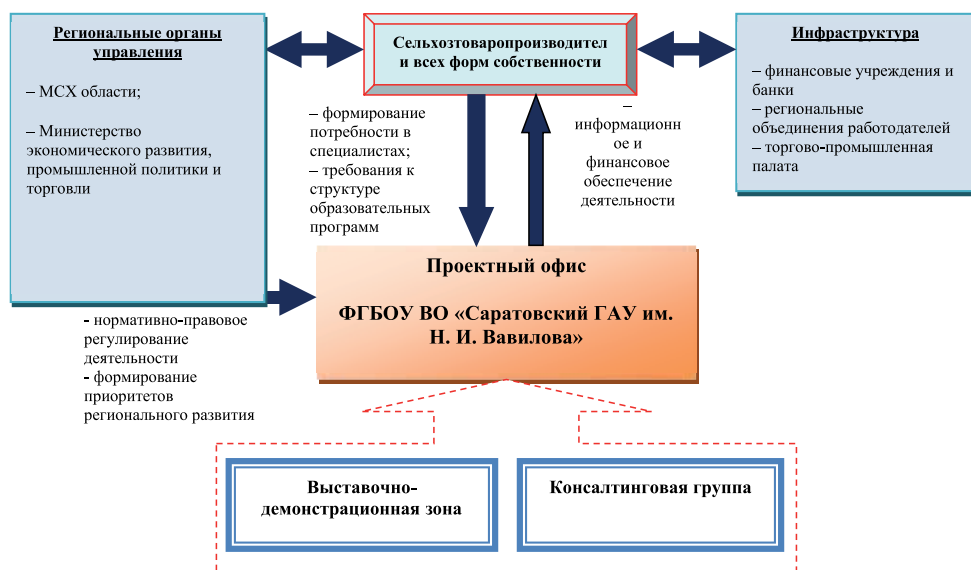 Региональные органы
управления
– МСХ области;
– Министерство
экономического развития,
промышленной политики и
торговли
Сельхозтоваропроизводител
и всех форм собственности
Инфраструктура
– финансовые учреждения и
банки
– региональные
объединения работодателей
– торгово-промышленная
палата
– формирование
потребности в
специалистах;
– требования к
структуре
образовательных
программ
–
информационн
ое и
финансовое
обеспечение
деятельности
Проектный офис
ФГБОУ ВО «Саратовский ГАУ им.
Н. И. Вавилова»
- нормативно-правовое
регулирование
деятельности
- формирование
приоритетов
регионального развития
Выставочно-
демонстрационная зона
Консалтинговая группа